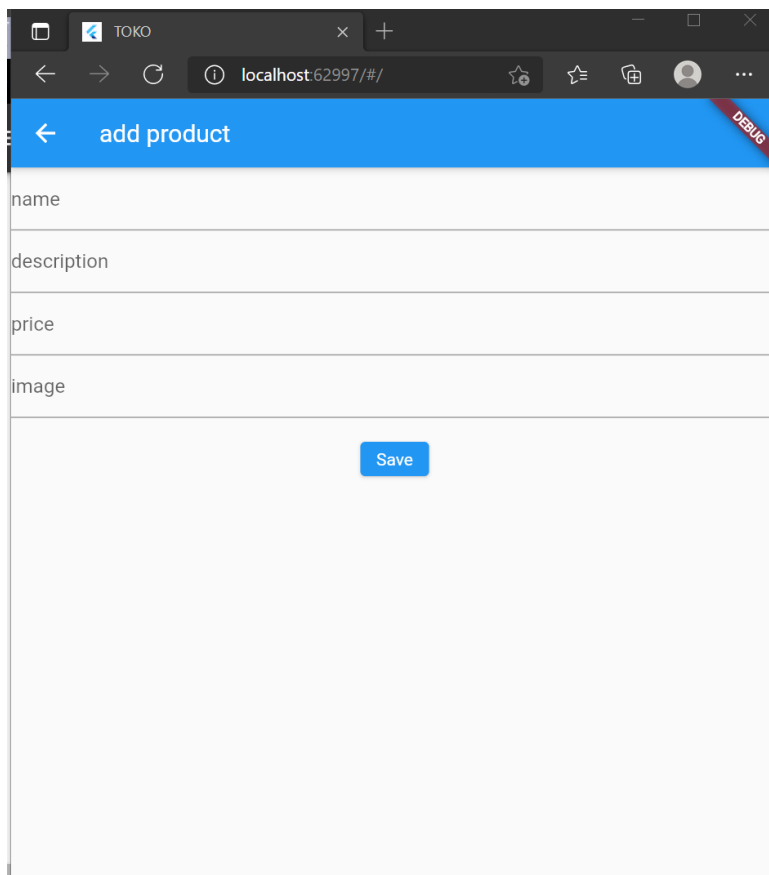 TOKO
localhost:62997/#/
add product
DEBUG
name
description
price
image
Save